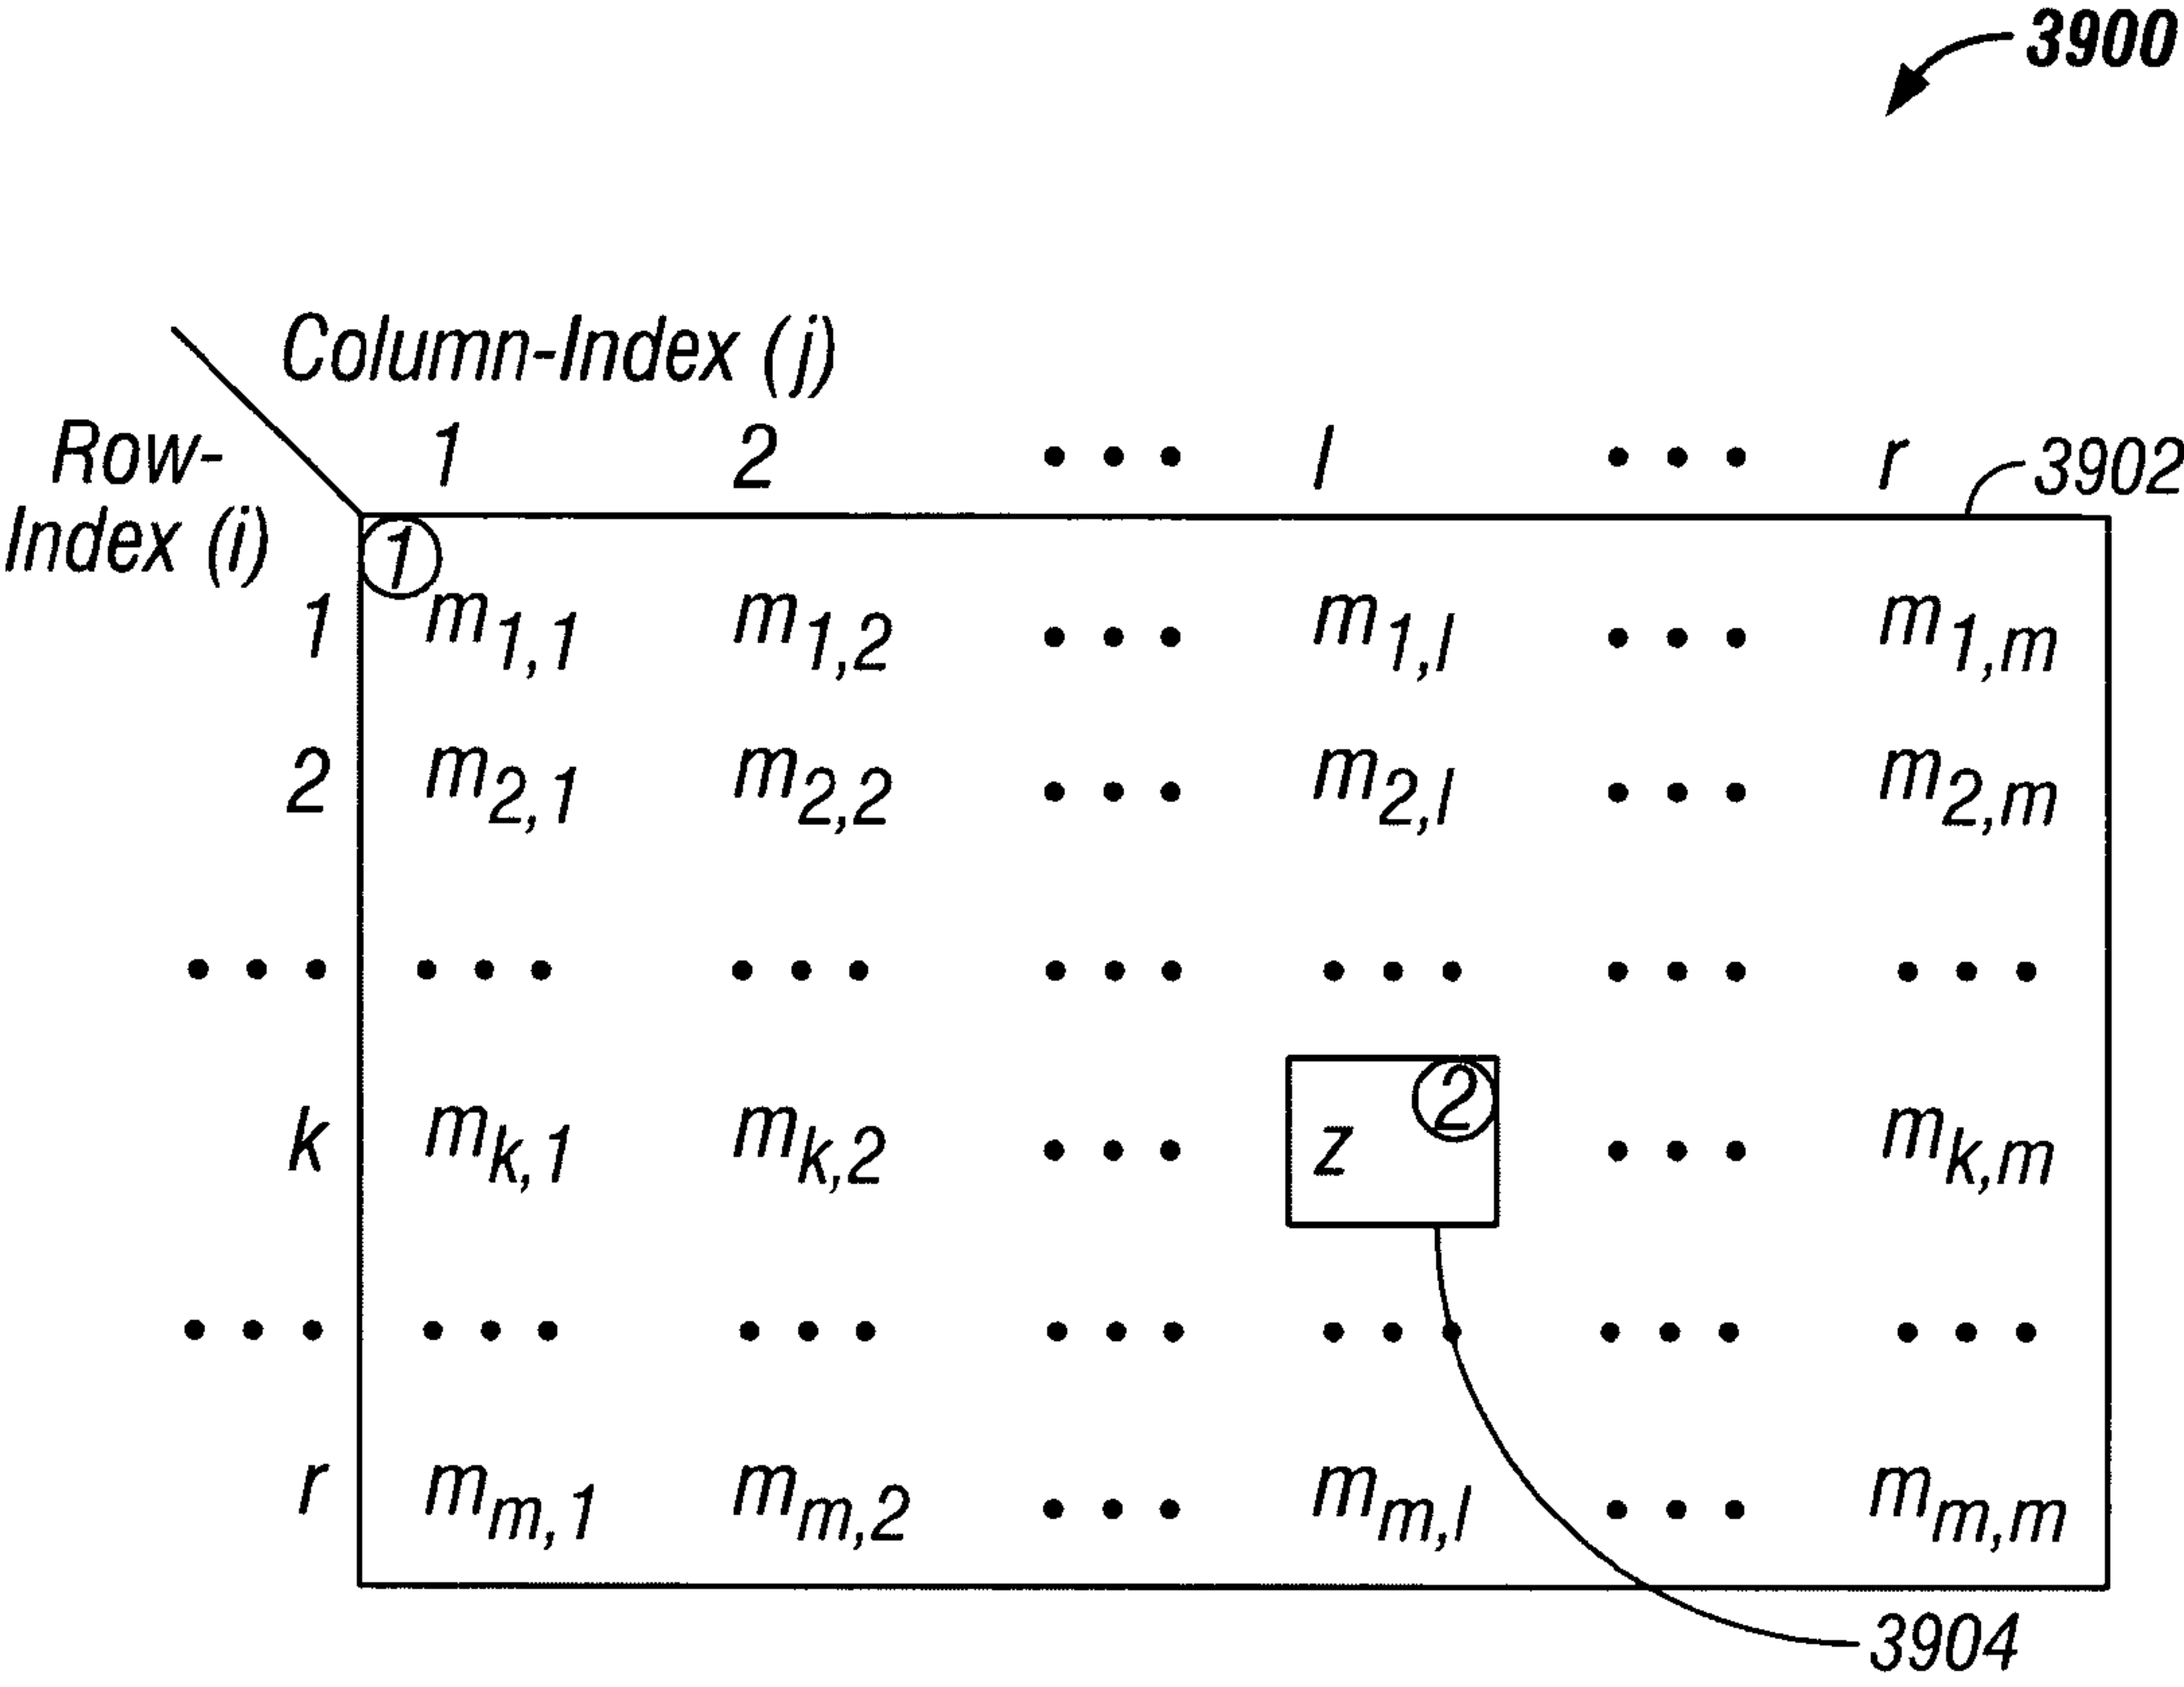 3900
Column-Index (j)
Row-
Index (i)
1 2 • • • l • • • r
3902
①
1 m1,1 m1,2 • • • m1,l • • • m1,m
2 m2,1 m2,2 • • • m2,l • • • m2,m
• • • • • • • • • • • • • • • • • • • • •
②
k mk,1 mk,2 • • • z • • • mk,m
• • • • • • • • • • • • • • • • • • • • •
r mm,1 mm,2 • • • mm,l • • • mm,m
3904